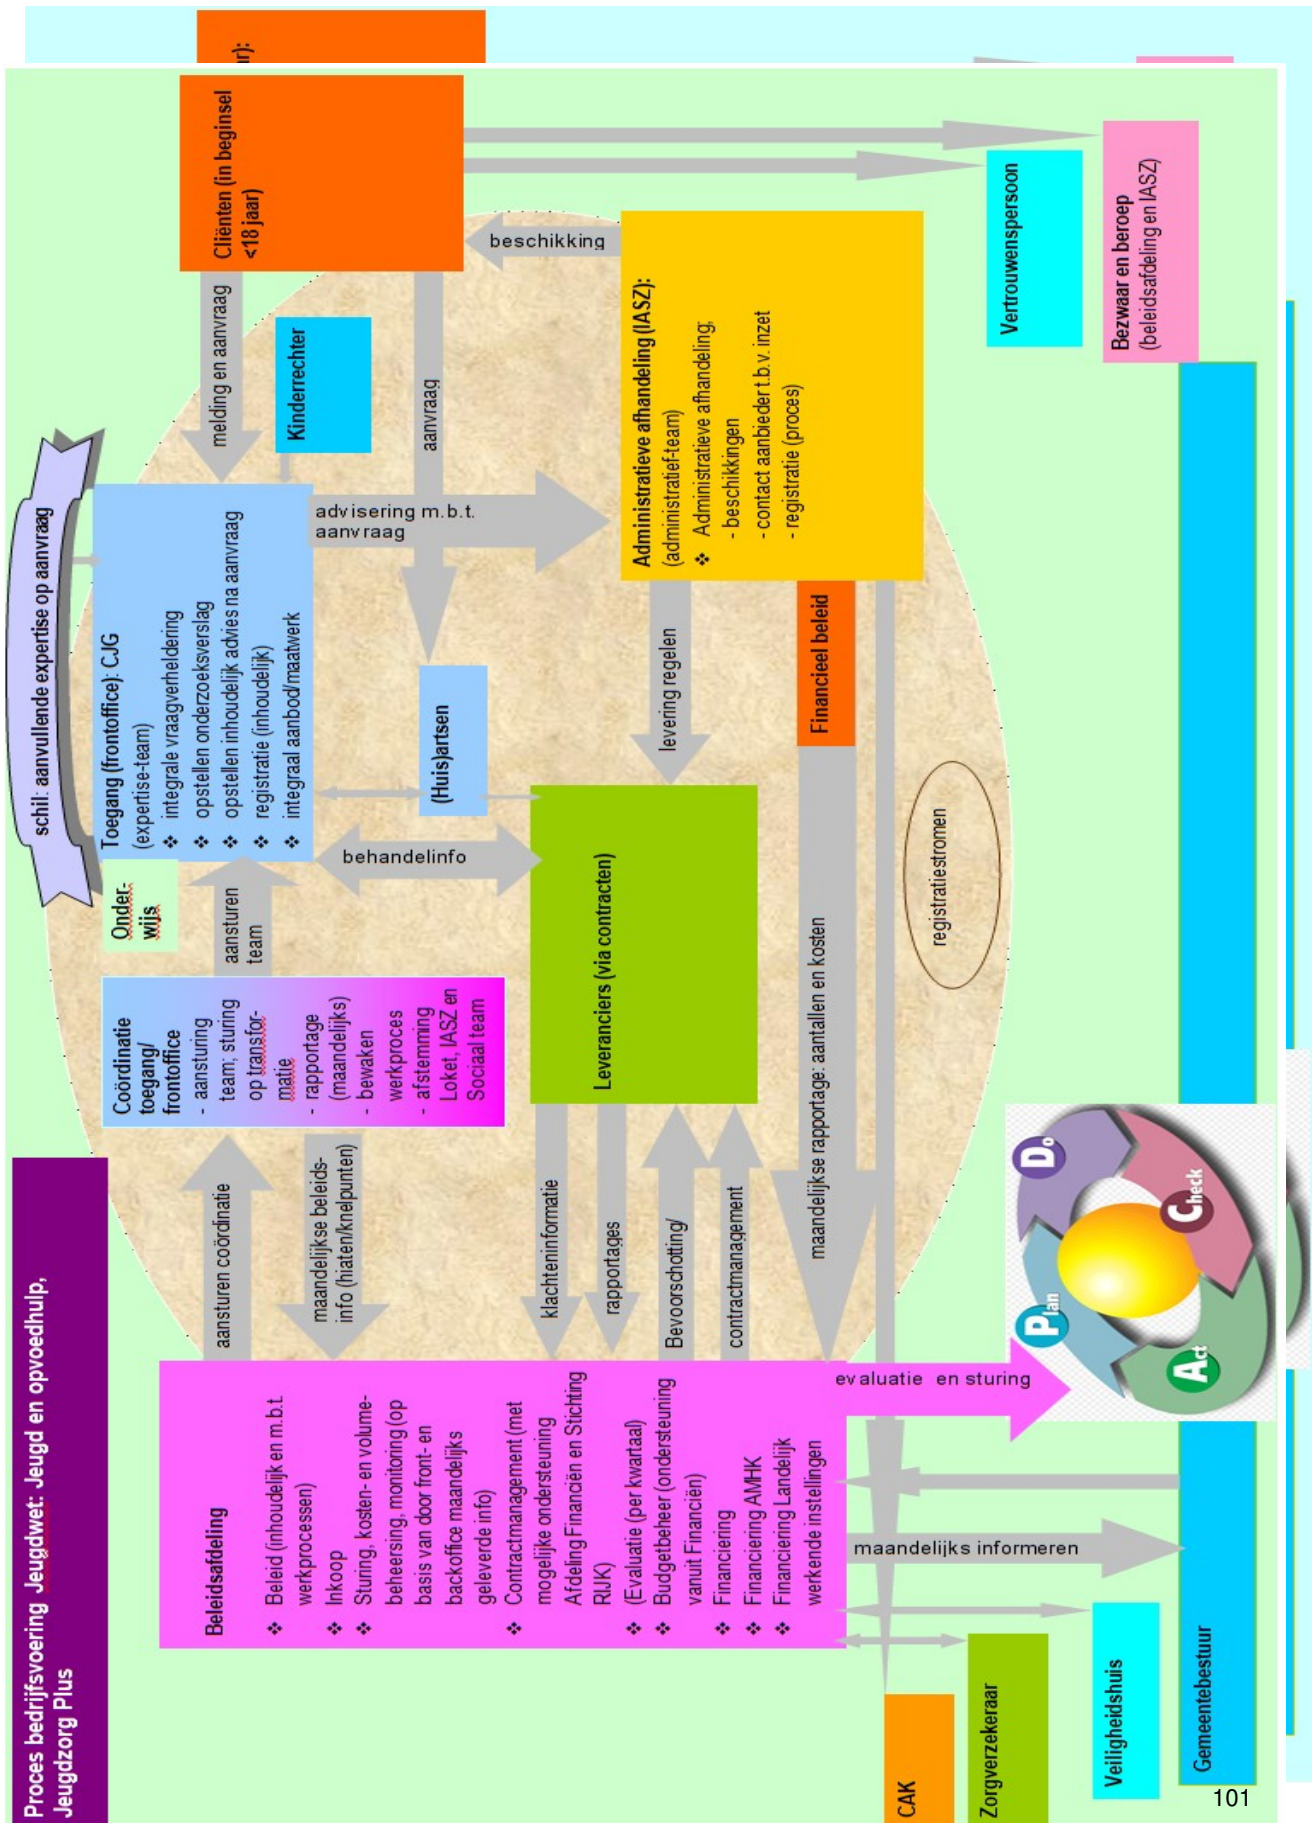 Proces bedrijfsvoering Jeugdwet: Jeugd en opvoedhulp,
Jeugdzorg Plus
schil: aanvullende expertise op aanvraag
Beleidsafdeling
❖ Beleid (inhoudelijk en m.b.t.
werkprocessen)
❖ Inkoop
❖ Sturing, kosten- en volume-
beheersing, monitoring (op
basis van door front- en
backoffice maandelijks
geleverde info)
❖ Contractmanagement (met
mogelijke ondersteuning
Afdeling Financiën en Stichting
RIJK)
❖ (Evaluatie (per kwartaal)
❖ Budgetbeheer (ondersteuning
vanuit Financiën)
❖ Financiering
❖ Financiering AMHK
❖ Financiering Landelijk
werkende instellingen
aansturen coördinatie
maandelijkse beleids-
info (hiaten/knelpunten)
klachteninformatie
rapportages
Bevoorschotting/
contractmanagement
maandelijkse rapportage: aantallen en kosten
Coördinatie
toegang/
frontoffice
- aansturing
team; sturing
op transfor-
matie
- rapportage
(maandelijks)
- bewaken
werkproces
- afstemming
Loket, IASZ en
Sociaal team
aansturen
team
Onder-
wijs
Toegang (frontoffice): CJG
(expertise-team)
❖ integrale vraagverheldering
❖ opstellen onderzoeksverslag
❖ opstellen inhoudelijk advies na aanvraag
❖ registratie (inhoudelijk)
❖ integraal aanbod/maatwerk
behandelinfo
(Huis)artsen
Leveranciers (via contracten)
levering regelen
advisering m.b.t.
aanvraag
melding en aanvraag
Kinderrechter
aanvraag
Cliënten (in beginsel
<18 jaar)
ar):
beschikking
Administratieve afhandeling (IASZ):
(administratief-team)
❖ Administratieve afhandeling;
- beschikkingen
- contact aanbieder t.b.v. inzet
- registratie (proces)
Financieel beleid
registratiestromen
Vertrouwenspersoon
Bezwaar en beroep
(beleidsafdeling en IASZ)
evaluatie en sturing
Plan
Do
Check
Act
maandelijks informeren
CAK
Zorgverzekeraar
Veiligheidshuis
Gemeentebestuur
101